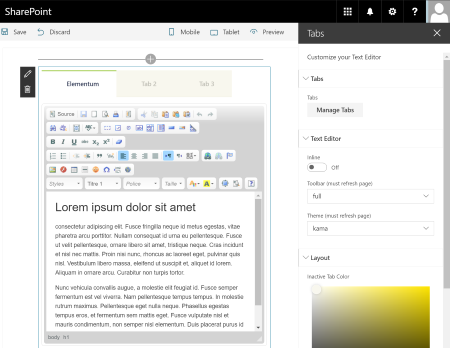 SharePoint
Save
Discard
Mobile
Tablet
Preview
Elementum
Tab 2
Tab 3
Source
Styles
Titre 1
Police
Taille
Lorem ipsum dolor sit amet
consectetur adipiscing elit. Fusce fringilla neque id metus egestas, vitae
pharetra arcu porttitor. Nullam consequat id urna eu pellentesque. Fusce
ut velit pellentesque, ornare libero sit amet, tristique neque. Cras incidunt
et nisl nec mattis. Proin nisi nunc, rhoncus ac laoreet eget, pulvinar quis
nisl. Vestibulum libero massa, eleifend ut suscipit et, aliquet id lorem.
Aliquam in ornare arcu. Curabitur non turpis tortor.
Nunc vehicula convallis augue, a molestie elit feugiat id. Fusce semper
fermentum est vel viverra. Nam pellentesque tempus tempus. In molestie
rutrum maximus. Pellentesque eget nulla neque. Phasellus egestas
tempus eros, et fermentum sem mattis eu. Fusce vulputate nisi et
mauris condimentum, non semper nisl elementum. Duis placerat purus id
body h1
Tabs
Customize your Text Editor
Tabs
Tabs
Manage Tabs
Text Editor
Inline
Off
Toolbar (must refresh page)
full
Theme (must refresh page)
kama
Layout
Inactive Tab Color